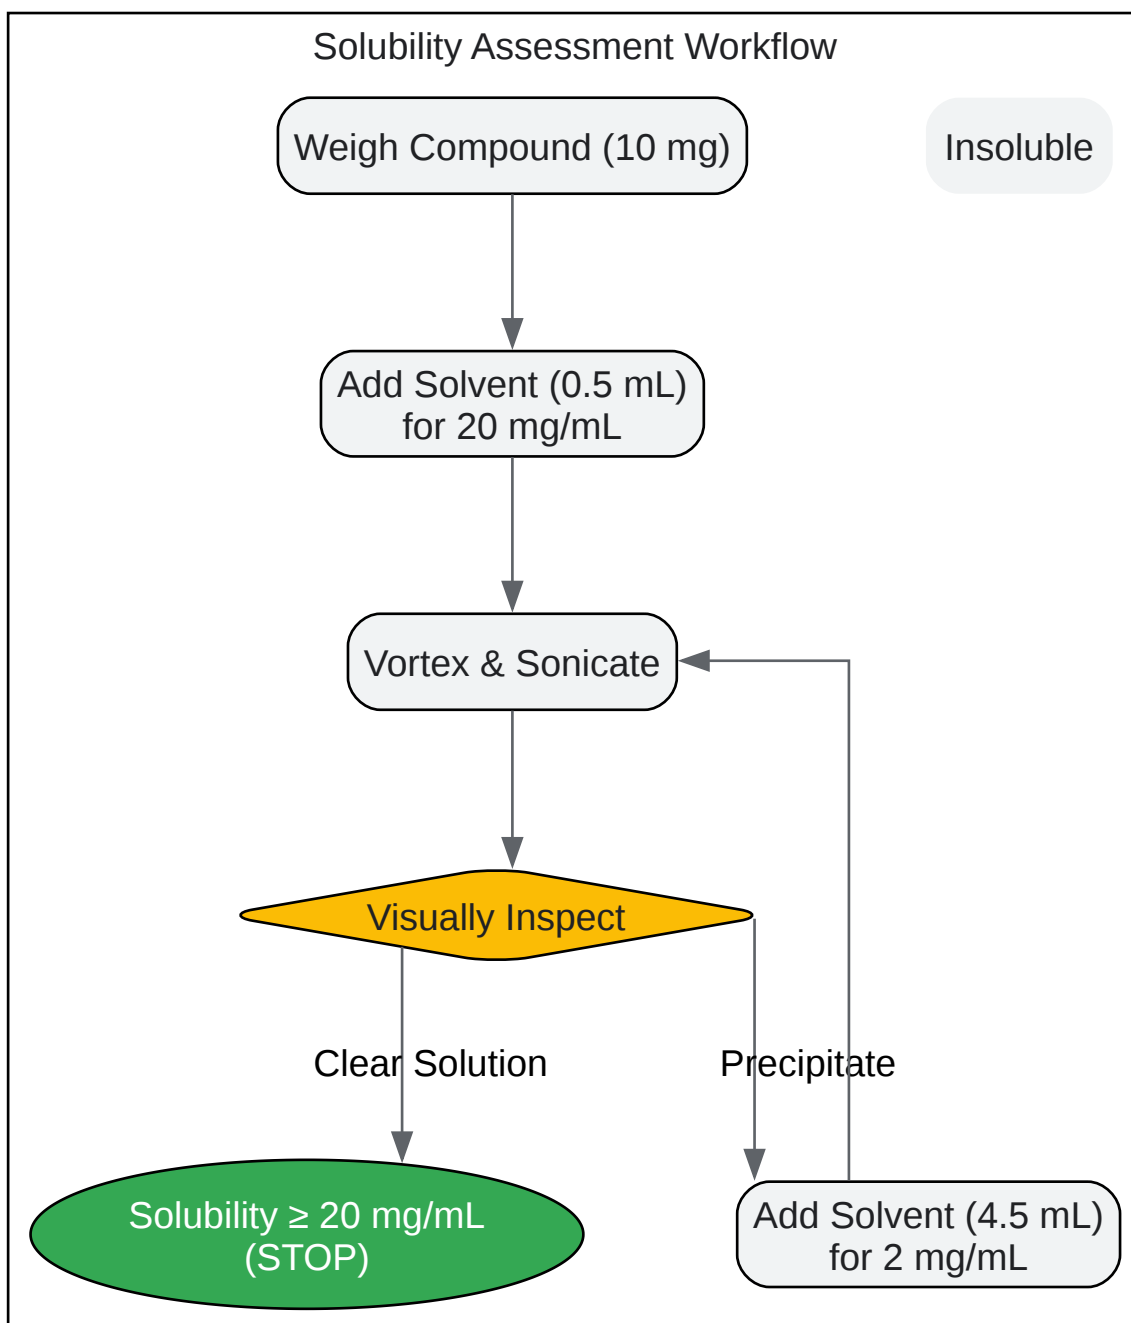 Solubility Assessment Workflow
Weigh Compound (10 mg)
Insoluble
Add Solvent (0.5 mL)
for 20 mg/mL
Vortex & Sonicate
Visually Inspect
Clear Solution
Precipitate
Solubility ≥ 20 mg/mL
(STOP)
Add Solvent (4.5 mL)
for 2 mg/mL